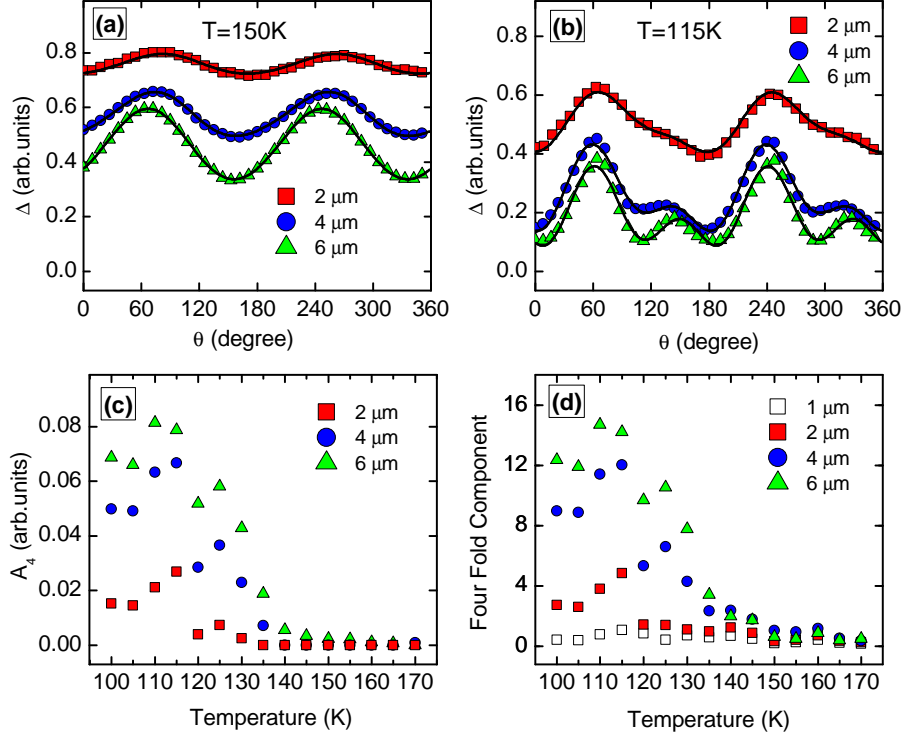 (a)
T=150K
2 μm
4 μm
6 μm
Δ (arb.units)
0.0
0.2
0.4
0.6
0.8
1.0
0 60 120 180 240 300 360
θ (degree)
(b)
T=115K
2 μm
4 μm
6 μm
Δ (arb.units)
0.0
0.2
0.4
0.6
0.8
0 60 120 180 240 300 360
θ (degree)
(c)
2 μm
4 μm
6 μm
A4 (arb.units)
0.00
0.02
0.04
0.06
0.08
100 110 120 130 140 150 160 170
Temperature (K)
(d)
1 μm
2 μm
4 μm
6 μm
Four Fold Component
0
4
8
12
16
100 110 120 130 140 150 160 170
Temperature (K)